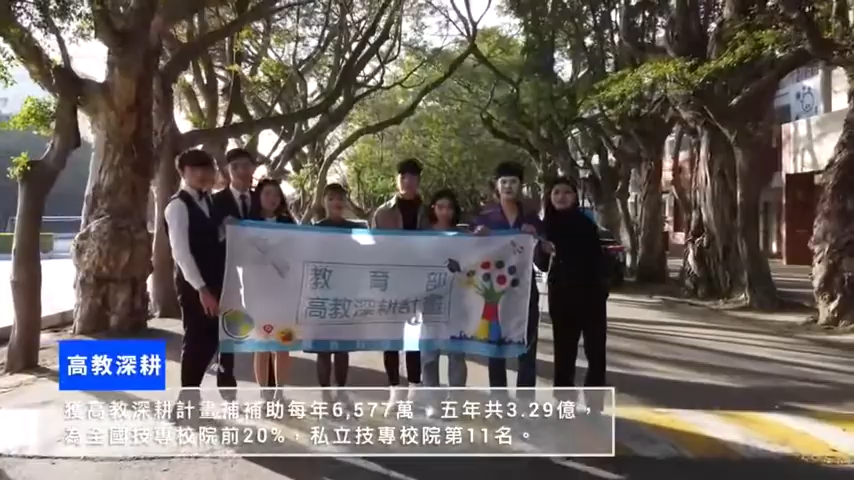 教育部
高教深耕計畫
高教深耕
獲高教深耕計畫補補助每年6,577萬，五年共3.29億，
為全國技專校院前20%，私立技專校院第11名。